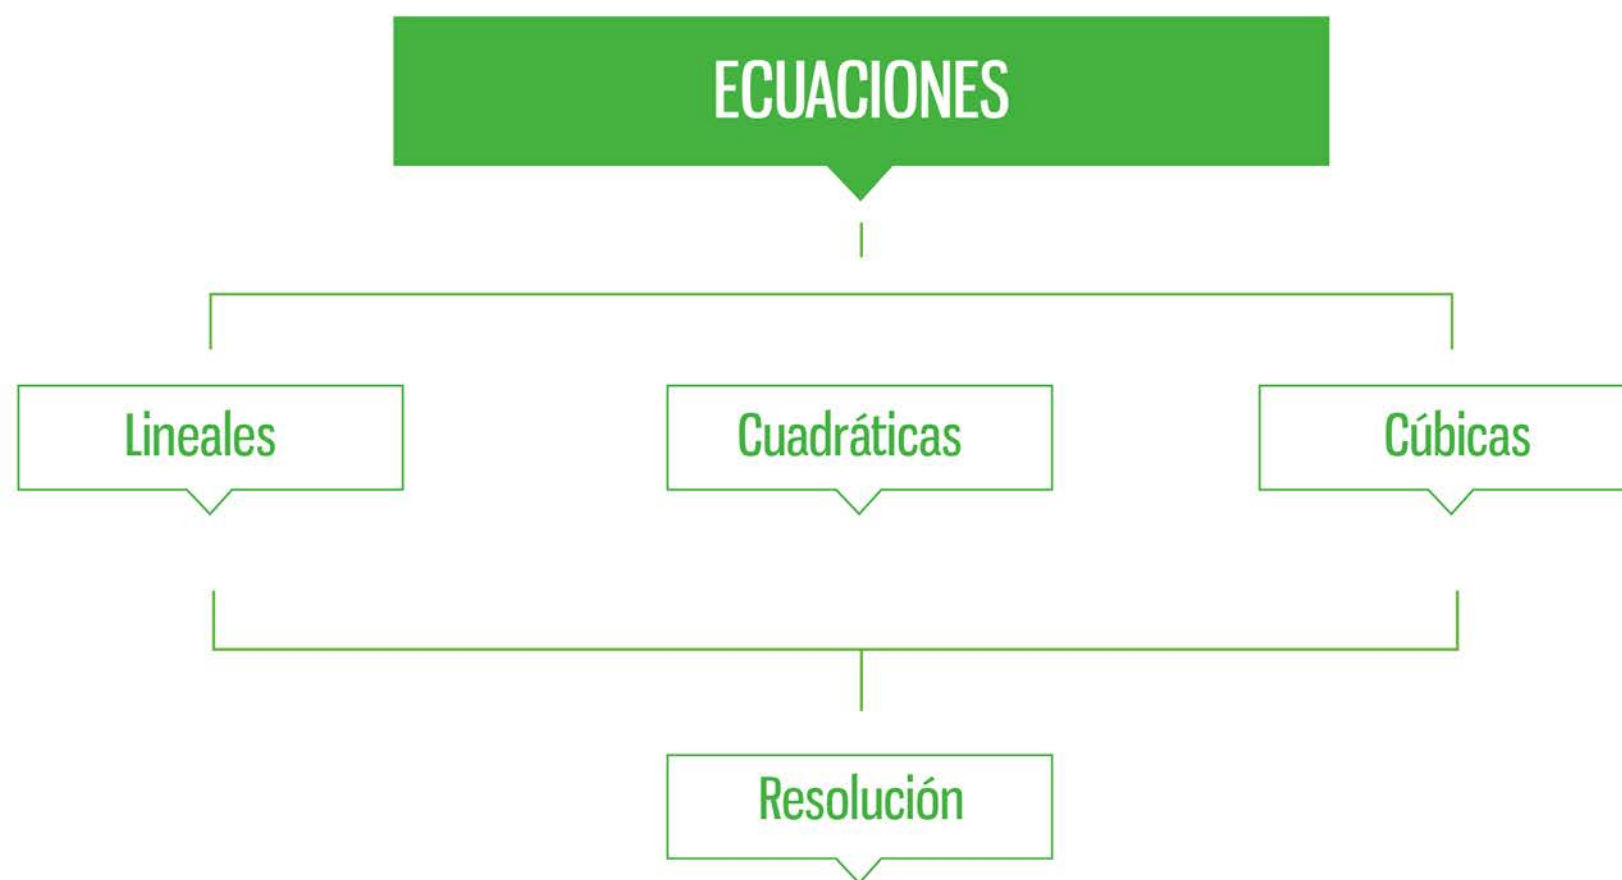 ECUACIONES
Lineales
Cuadráticas
Cúbicas
Resolución